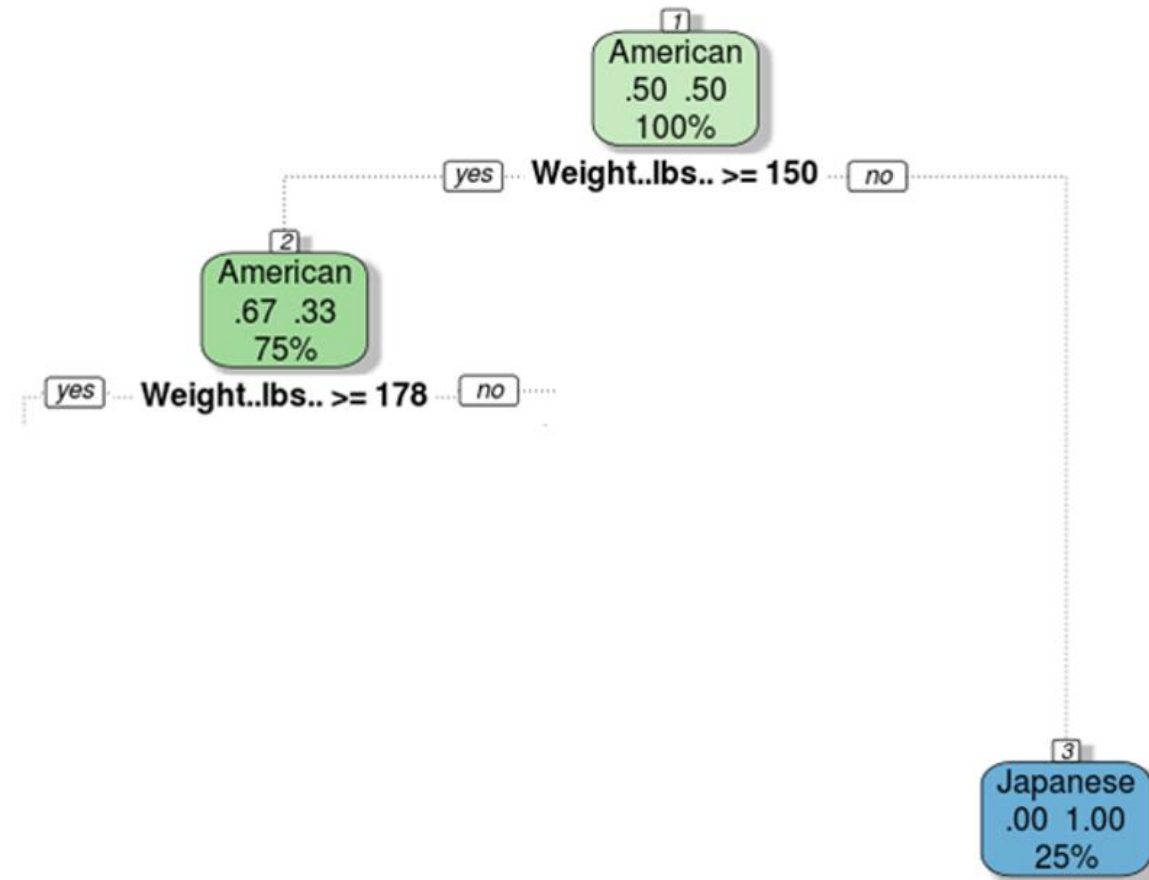 1
American
.50 .50
100%
yes Weight..lbs.. >= 150 no
2
American
.67 .33
75%
yes Weight..lbs.. >= 178 no
3
Japanese
.00 1.00
25%